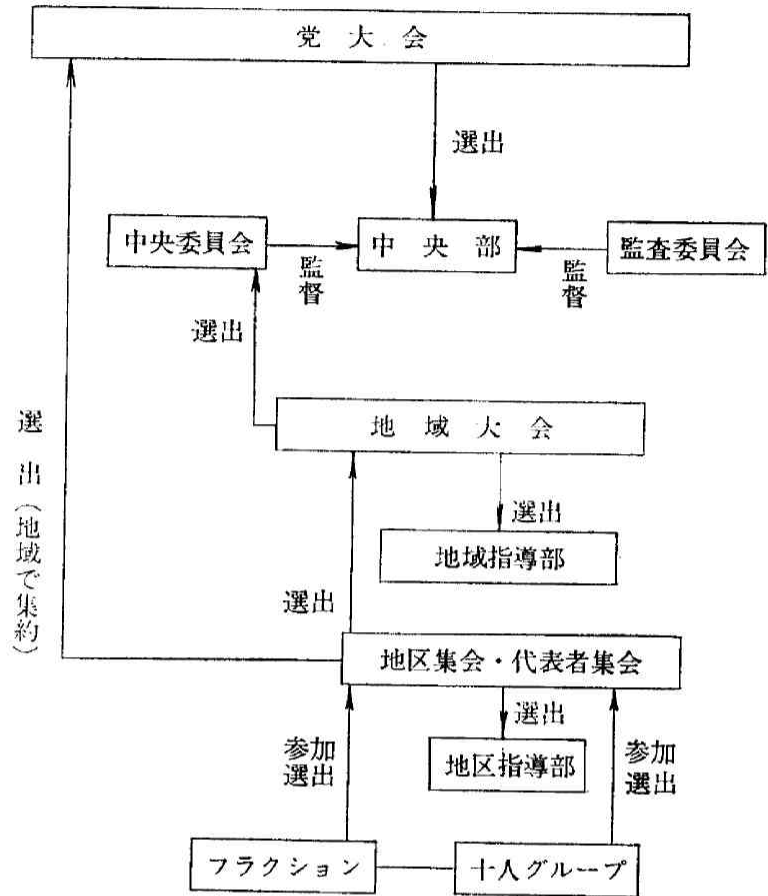 党大会
選出
中央委員会
監督
中央部
監督
監査委員会
選出
地域大会
選出
地域指導部
選出（地域で集約）
選出
地区集会・代表者集会
参加
選出
選出
地区指導部
参加
選出
フラクション
十人グループ